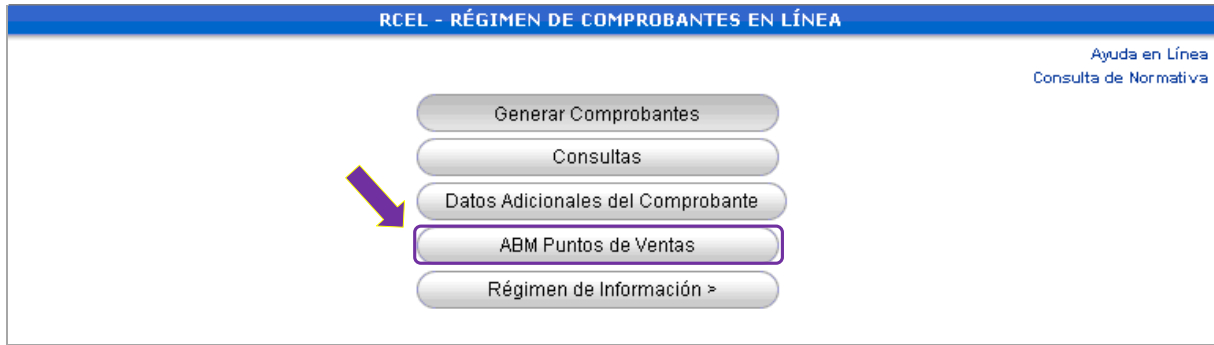 RCEL - RÉGIMEN DE COMPROBANTES EN LÍNEA
Ayuda en Línea
Consulta de Normativa
Generar Comprobantes
Consultas
Datos Adicionales del Comprobante
ABM Puntos de Ventas
Régimen de Información >